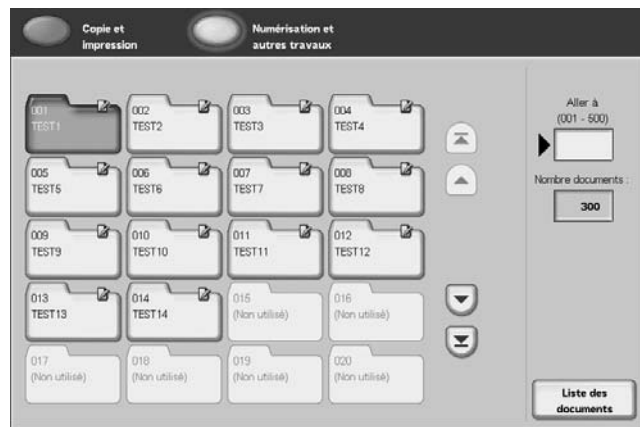 Copie et
impression
Numérisation et
autres travaux
001
TEST1
002
TEST2
003
TEST3
004
TEST4
005
TEST5
006
TEST6
007
TEST7
008
TEST8
009
TEST9
010
TEST10
011
TEST11
012
TEST12
013
TEST13
014
TEST14
015
(Non utilisé)
016
(Non utilisé)
017
(Non utilisé)
018
(Non utilisé)
019
(Non utilisé)
020
(Non utilisé)
Aller à
(001 - 500)
Nombre documents :
300
Liste des
documents